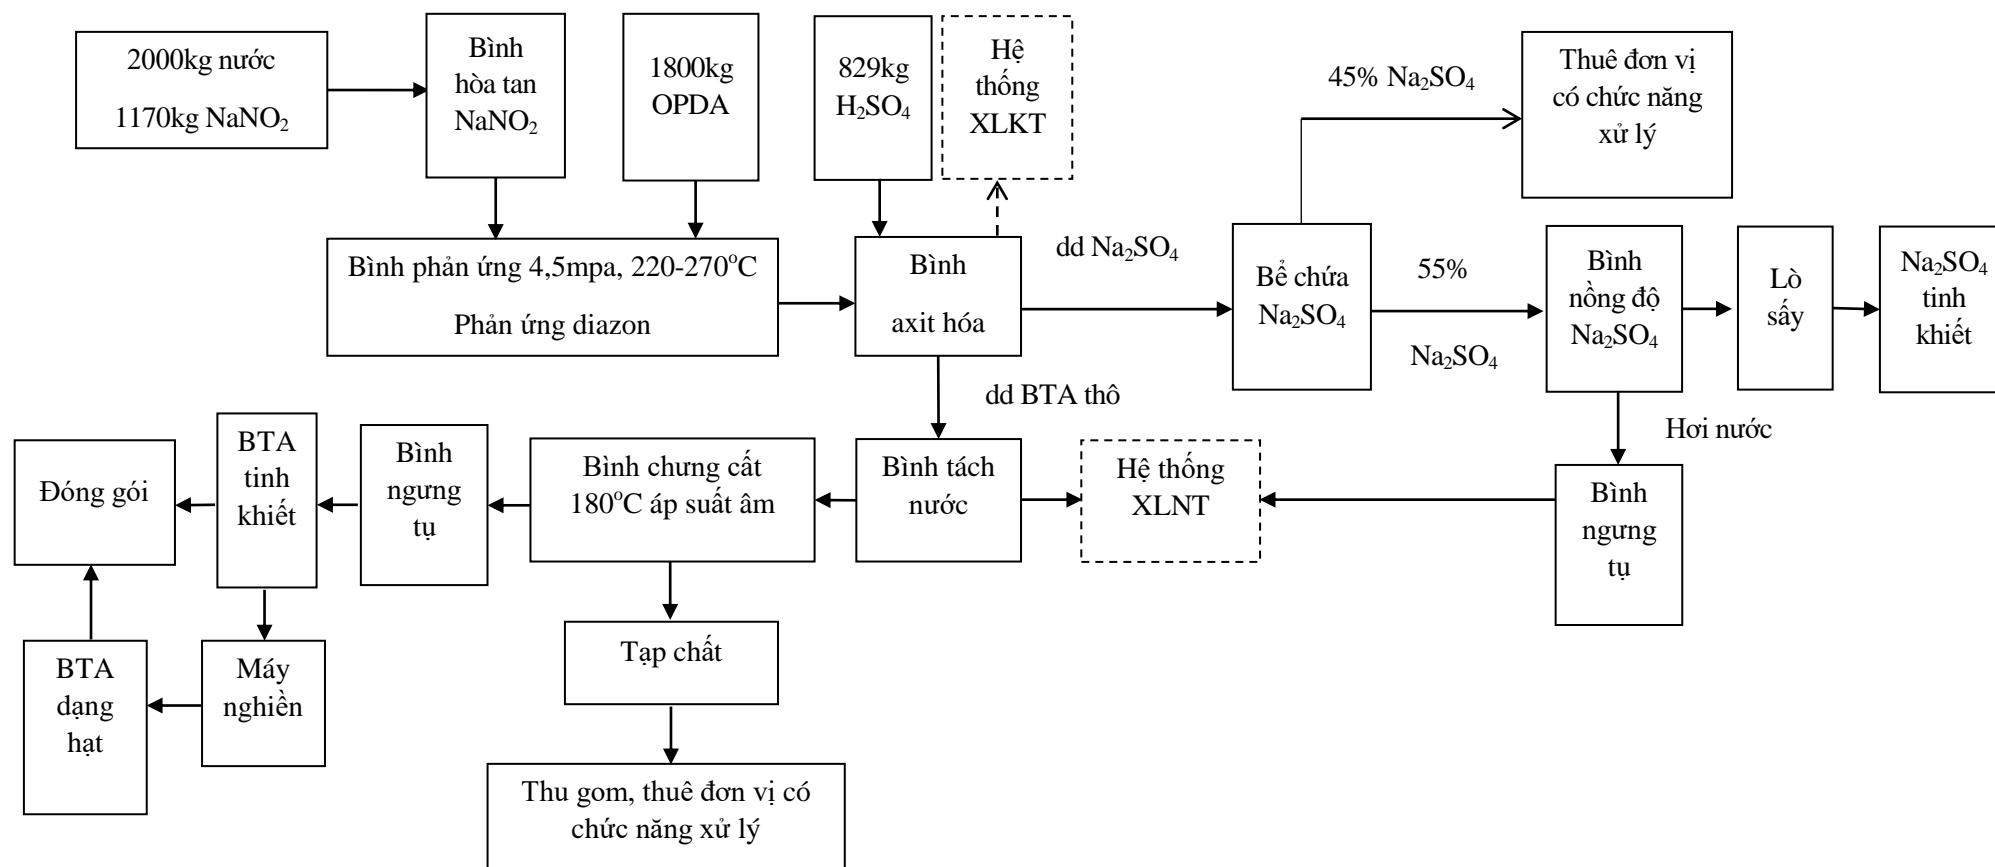 2000kg nước
1170kg NaNO₂
Bình
hòa tan
NaNO₂
1800kg
OPDA
829kg
H₂SO₄
Hệ
thống
XLKT
45% Na₂SO₄
Thuê đơn vị
có chức năng
xử lý
Bình phản ứng 4,5mpa, 220-270°C
Phản ứng diazon
Bình
axit hóa
dd Na₂SO₄
Bể chứa
Na₂SO₄
55%
Na₂SO₄
Bình
nồng độ
Na₂SO₄
Lò
sấy
Na₂SO₄
tinh
khiết
dd BTA thô
Hơi nước
Đóng gói
BTA
tinh
khiết
Bình
ngưng
tụ
Bình chưng cất
180°C áp suất âm
Bình tách
nước
Hệ thống
XLNT
Bình
ngưng
tụ
BTA
dạng
hạt
Máy
nghiền
Tạp chất
Thu gom, thuê đơn vị có
chức năng xử lý